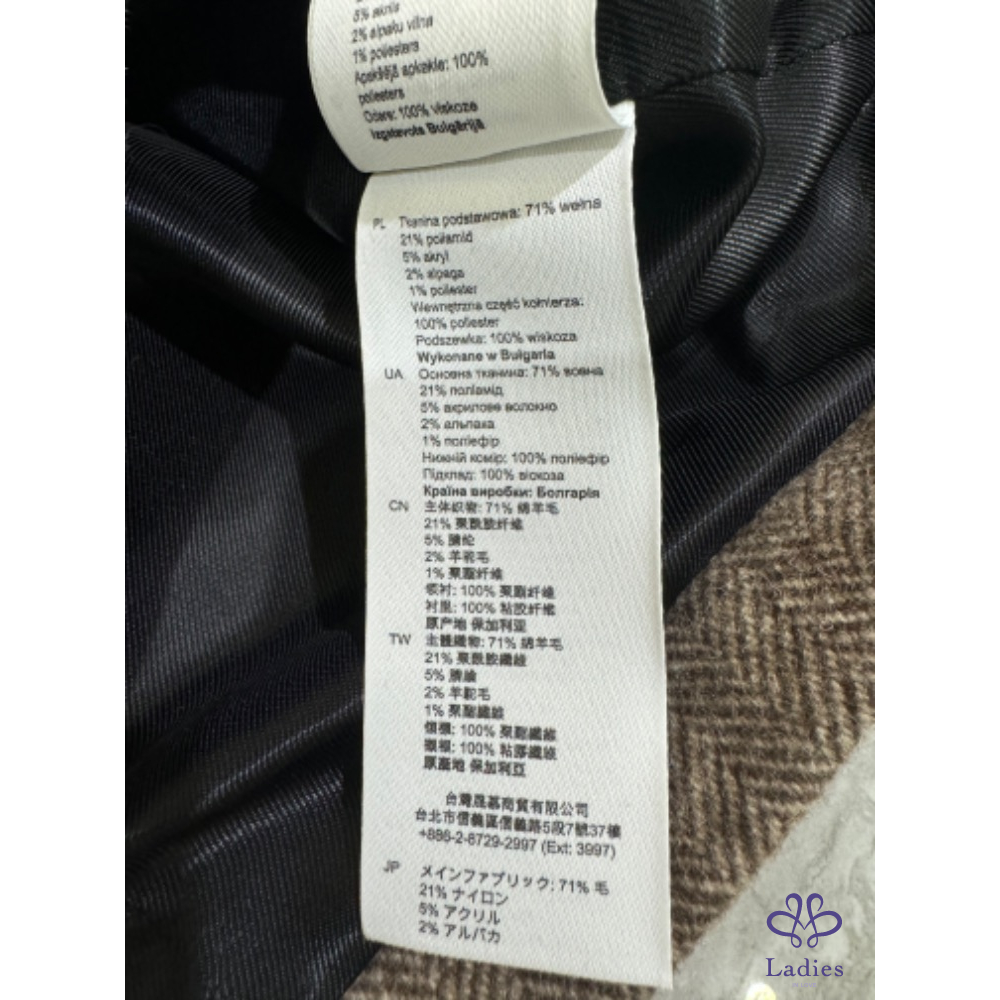 5% akrils
2% alpaku vilna
1% poliesters
Apakšējā apkakle: 100%
poliesters
Odere: 100% viskoze
Izgatavots Bulgārijā
PL Tkanina podstawowa: 71% wełna
21% poliamid
5% akryl
2% alpaga
1% poliester
Wewnętrzna część kołnierza:
100% poliester
Podszewka: 100% wiskoza
Wykonane w Bułgaria
UA Основна тканина: 71% вовна
21% поліамід
5% акрилове волокно
2% альпака
1% поліефір
Нижній комір: 100% поліефір
Підклад: 100% віскоза
Країна виробки: Болгарія
CN 主体织物: 71% 绵羊毛
21% 聚酰胺纤维
5% 腈纶
2% 羊驼毛
1% 聚酯纤维
领衬: 100% 聚酯纤维
衬里: 100% 粘胶纤维
原产地 保加利亚
TW 主體織物: 71% 綿羊毛
21% 聚酰胺纖維
5% 腈綸
2% 羊駝毛
1% 聚酯纖維
領襯: 100% 聚酯纖維
襯裡: 100% 粘膠纖維
原產地 保加利亞
台灣晟碁商貿有限公司
台北市信義區信義路5段7號37樓
+886-2-8729-2997 (Ext: 3997)
JP メインファブリック: 71% 毛
21% ナイロン
5% アクリル
2% アルパカ
Ladies